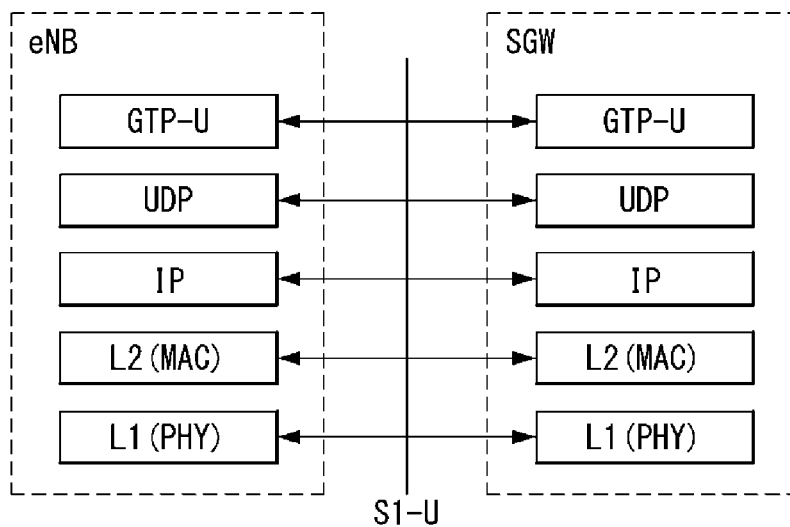 eNB
SGW
GTP-U
GTP-U
UDP
UDP
IP
IP
L2(MAC)
L2(MAC)
L1(PHY)
L1(PHY)
S1-U